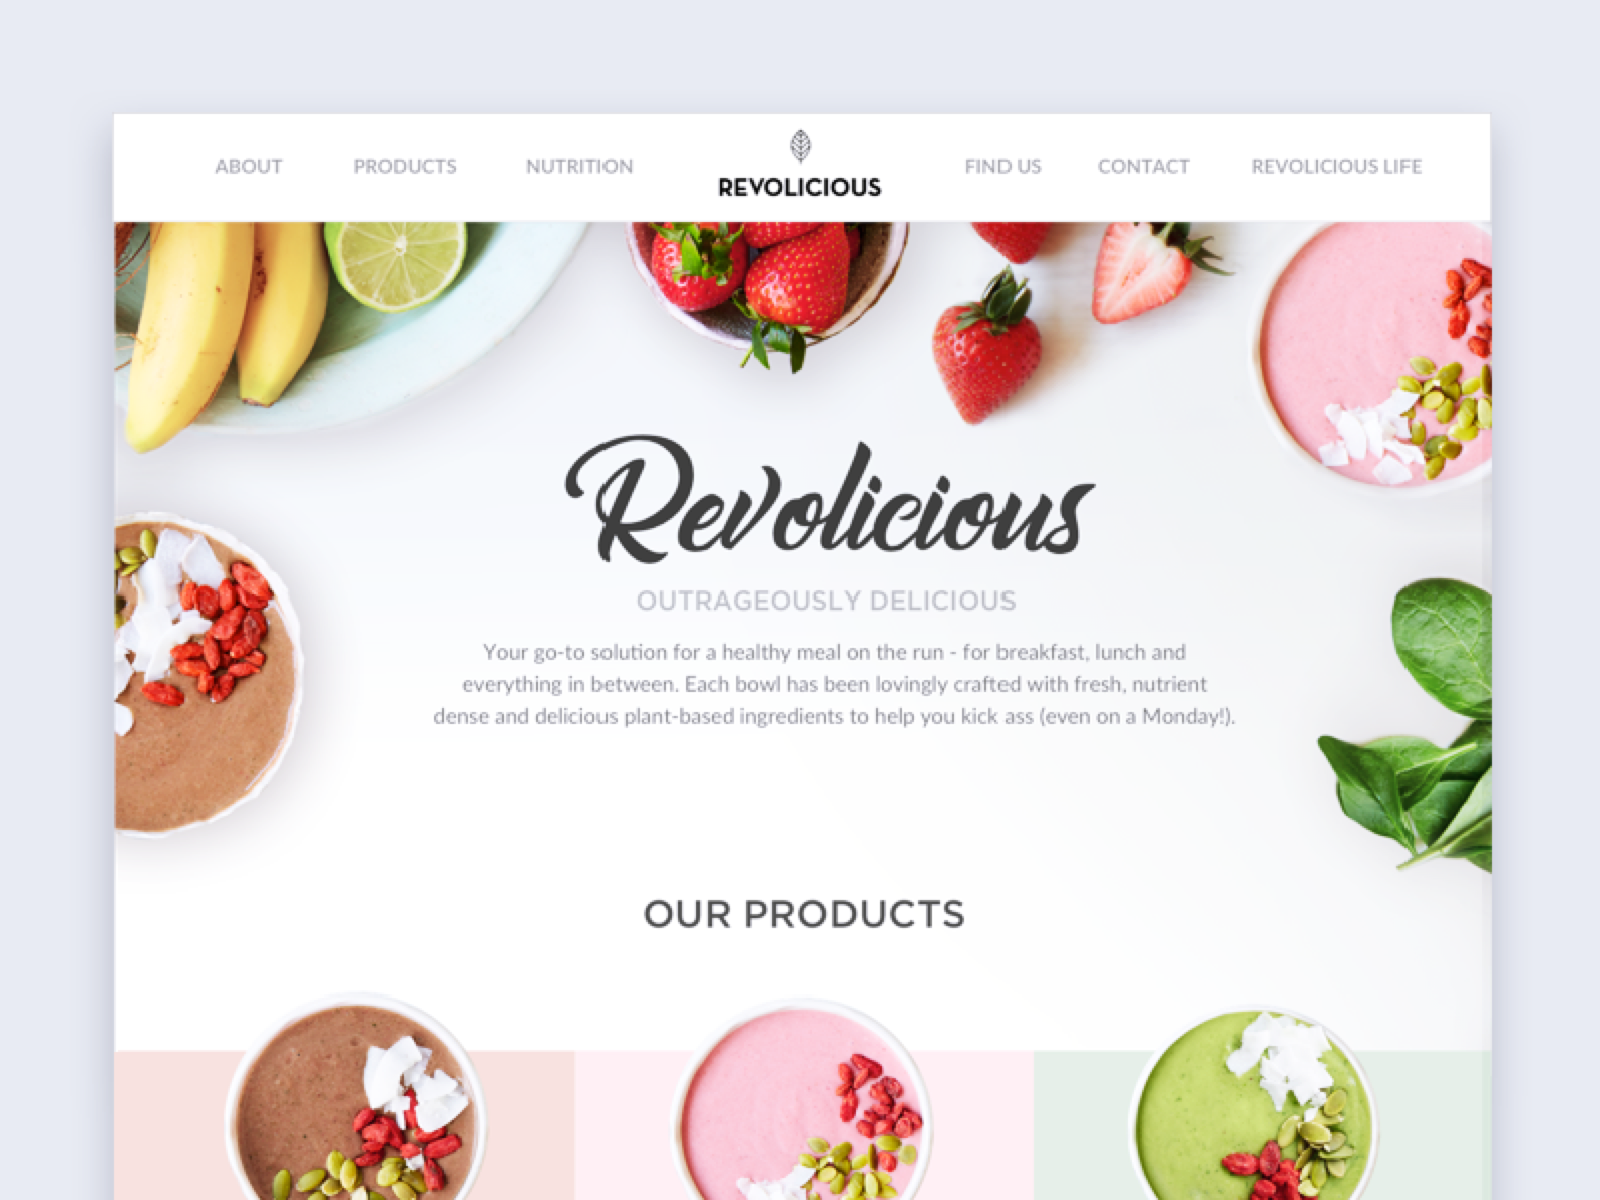 ABOUT
PRODUCTS
NUTRITION
REVOLICIOUS
FIND US
CONTACT
REVOLICIOUS LIFE
Revolicious
OUTRAGEOUSLY DELICIOUS
Your go-to solution for a healthy meal on the run - for breakfast, lunch and
everything in between. Each bowl has been lovingly crafted with fresh, nutrient
dense and delicious plant-based ingredients to help you kick ass (even on a Monday!).
OUR PRODUCTS